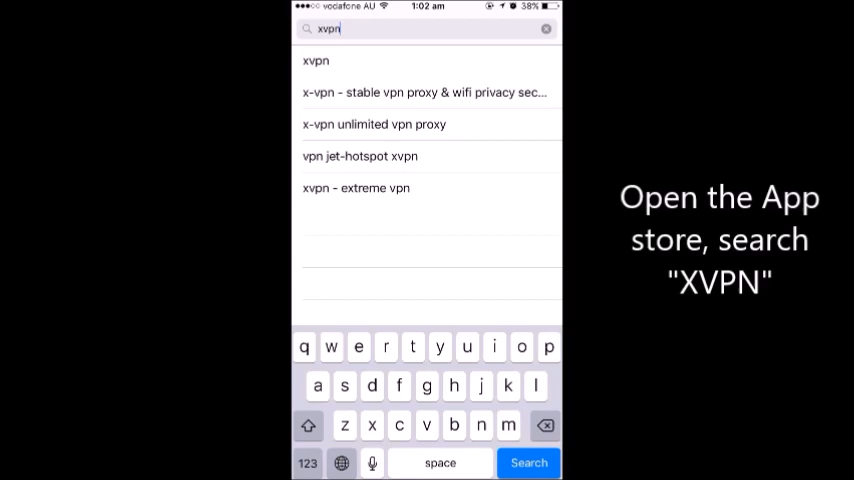 ●●●○○ vodafone AU 1:02 am 38%
xvpn
xvpn
x-vpn - stable vpn proxy & wifi privacy sec...
x-vpn unlimited vpn proxy
vpn jet-hotspot xvpn
xvpn - extreme vpn
Open the App
store, search
"XVPN"
q w e r t y u i o p
a s d f g h j k l
z x c v b n m
123 space Search